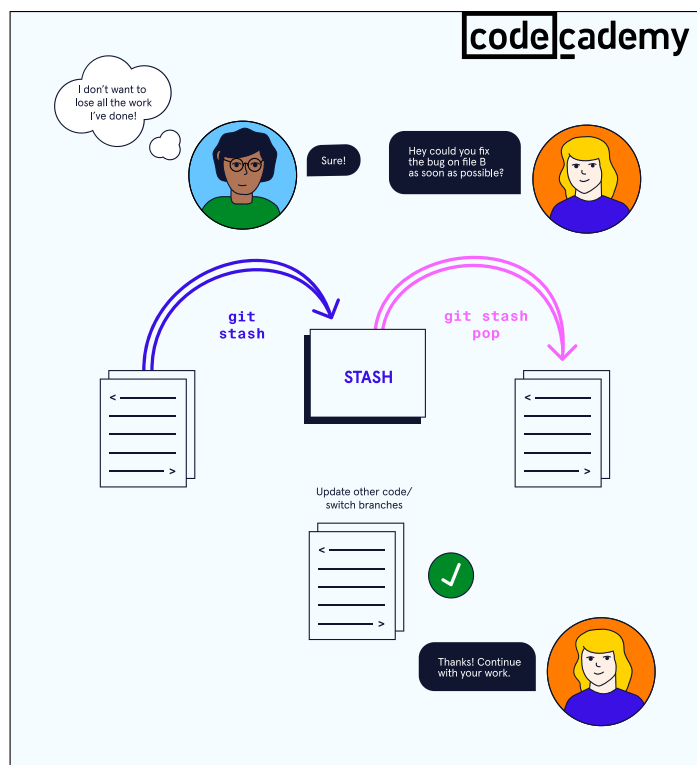 codecademy
I don't want to
lose all the work
I've done!
Sure!
Hey could you fix
the bug on file B
as soon as possible?
git
stash
git stash
pop
STASH
<
>
<
>
Update other code/
switch branches
<
>
Thanks! Continue
with your work.